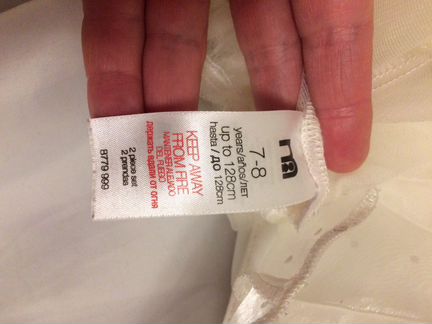 7-8
years/años/лет
up to 128cm
hasta / до 128cm
KEEP AWAY
FROM FIRE
MANTENER ALEJADO
DEL FUEGO
держать вдали от огня
2 piece set
2 prendas
8779 999